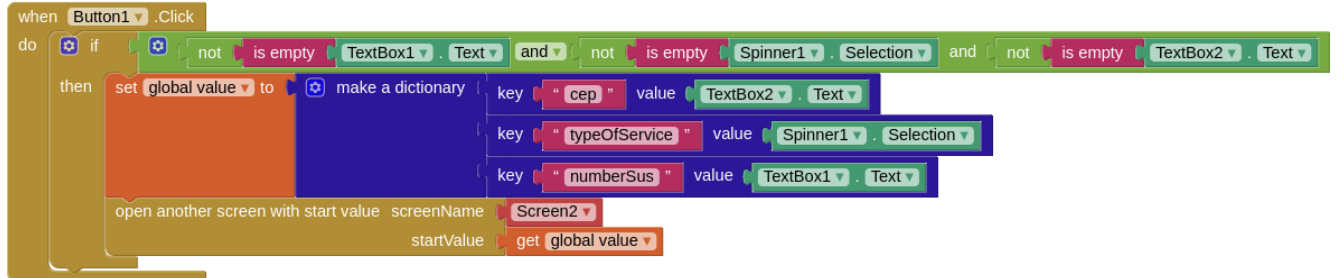 when Button1 .Click
do if not is empty TextBox1 . Text and not is empty Spinner1 . Selection and not is empty TextBox2 . Text
then set global value to make a dictionary key " cep " value TextBox2 . Text
key " typeOfService " value Spinner1 . Selection
key " numberSus " value TextBox1 . Text
open another screen with start value screenName Screen2
startValue get global value